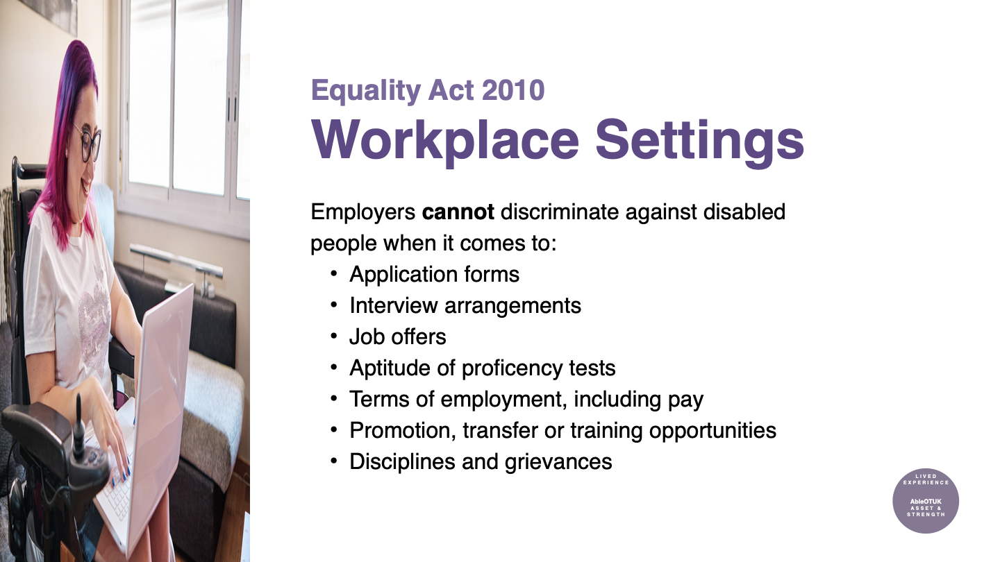 Equality Act 2010
Workplace Settings
Employers cannot discriminate against disabled
people when it comes to:
• Application forms
• Interview arrangements
• Job offers
• Aptitude of proficency tests
• Terms of employment, including pay
• Promotion, transfer or training opportunities
• Disciplines and grievances
LIVED
EXPERIENCE
AbleOTUK
ASSET &
STRENGTH